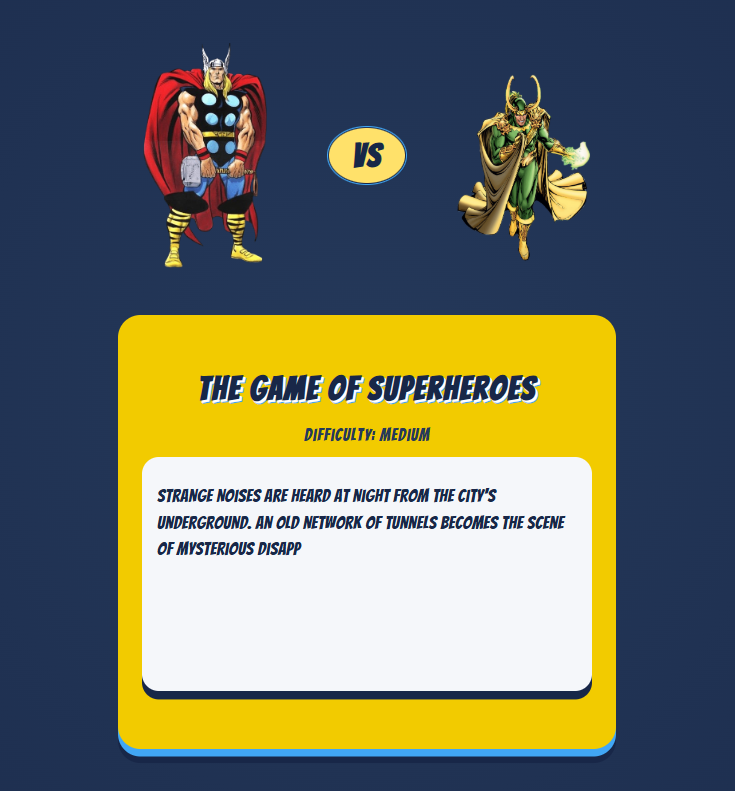 VS
THE GAME OF SUPERHEROES
DIFFICULTY: MEDIUM
STRANGE NOISES ARE HEARD AT NIGHT FROM THE CITY'S
UNDERGROUND. AN OLD NETWORK OF TUNNELS BECOMES THE SCENE
OF MYSTERIOUS DISAPP